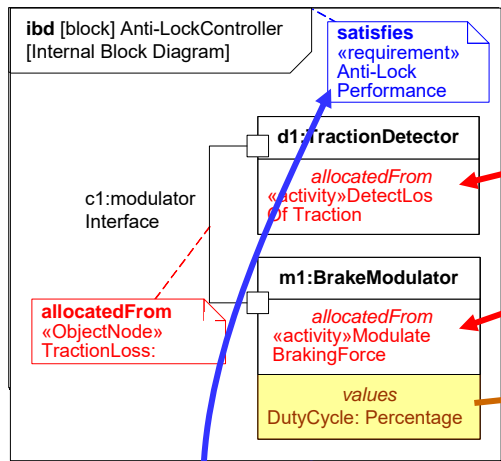 ibd [block] Anti-LockController
[Internal Block Diagram]
satisfies
«requirement»
Anti-Lock
Performance
d1:TractionDetector
allocatedFrom
«activity»DetectLos
Of Traction
c1:modulator
Interface
m1:BrakeModulator
allocatedFrom
«activity»Modulate
BrakingForce
allocatedFrom
«ObjectNode»
TractionLoss:
values
DutyCycle: Percentage